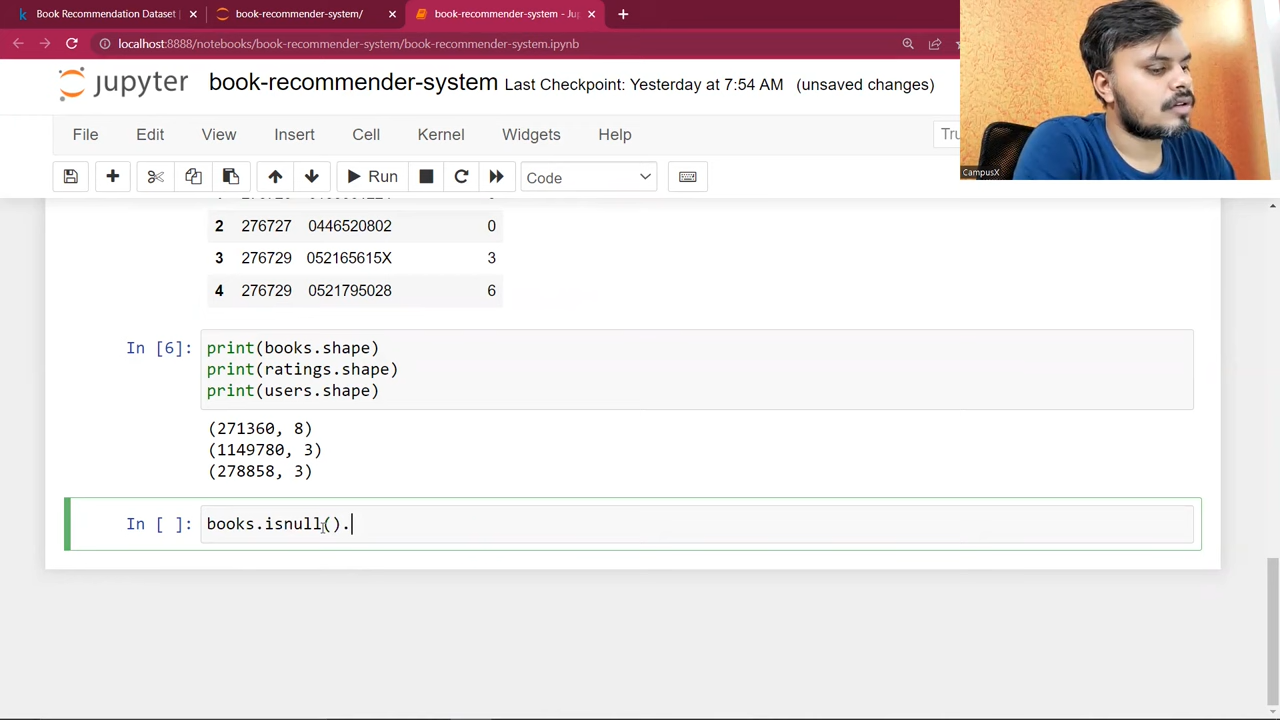 Book Recommendation Dataset
book-recommender-system/
book-recommender-system - Ju
localhost:8888/notebooks/book-recommender-system/book-recommender-system.ipynb
jupyter
book-recommender-system Last Checkpoint: Yesterday at 7:54 AM (unsaved changes)
File Edit View Insert Cell Kernel Widgets Help
Run
Code
CampusX
2 276727 0446520802 0
3 276729 052165615X 3
4 276729 0521795028 6
In [6]: print(books.shape)
print(ratings.shape)
print(users.shape)
(271360, 8)
(1149780, 3)
(278858, 3)
In [ ]: books.isnull().